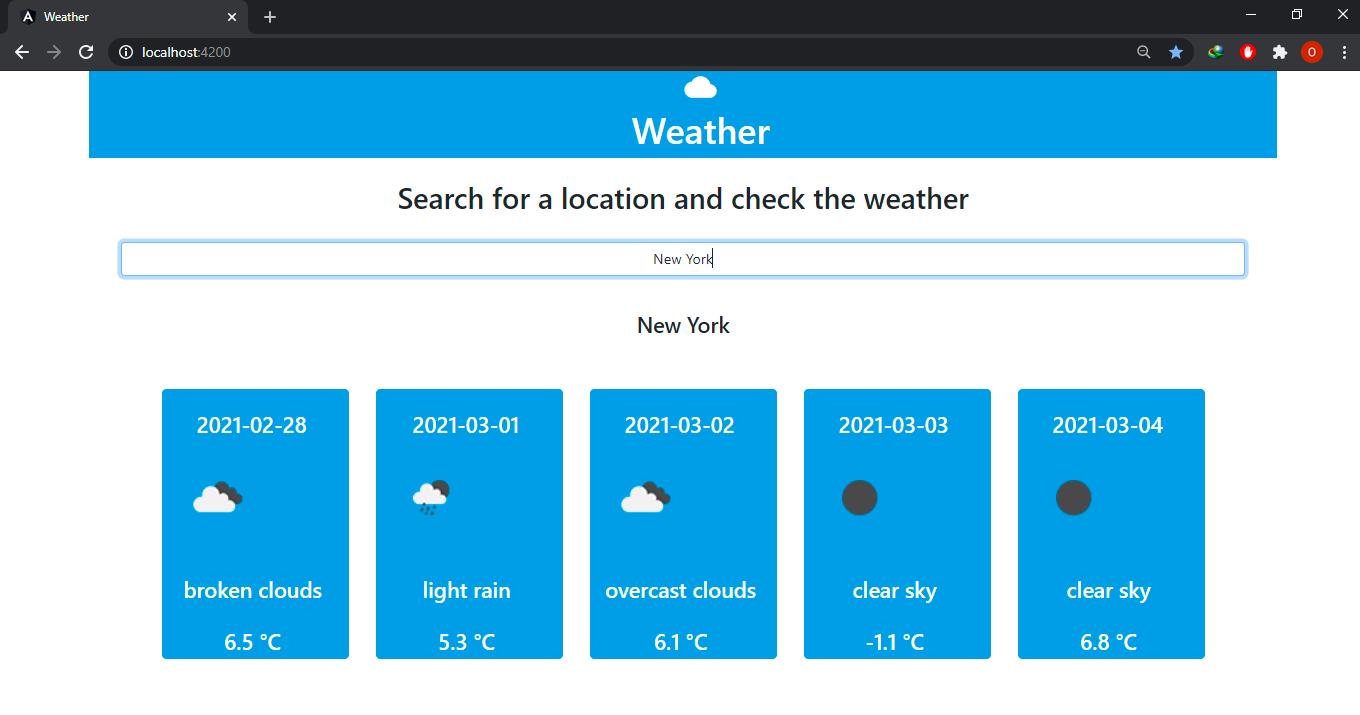 Weather
localhost:4200
O
Weather
Search for a location and check the weather
New York
New York
2021-02-28
broken clouds
6.5 °C
2021-03-01
light rain
5.3 °C
2021-03-02
overcast clouds
6.1 °C
2021-03-03
clear sky
-1.1 °C
2021-03-04
clear sky
6.8 °C